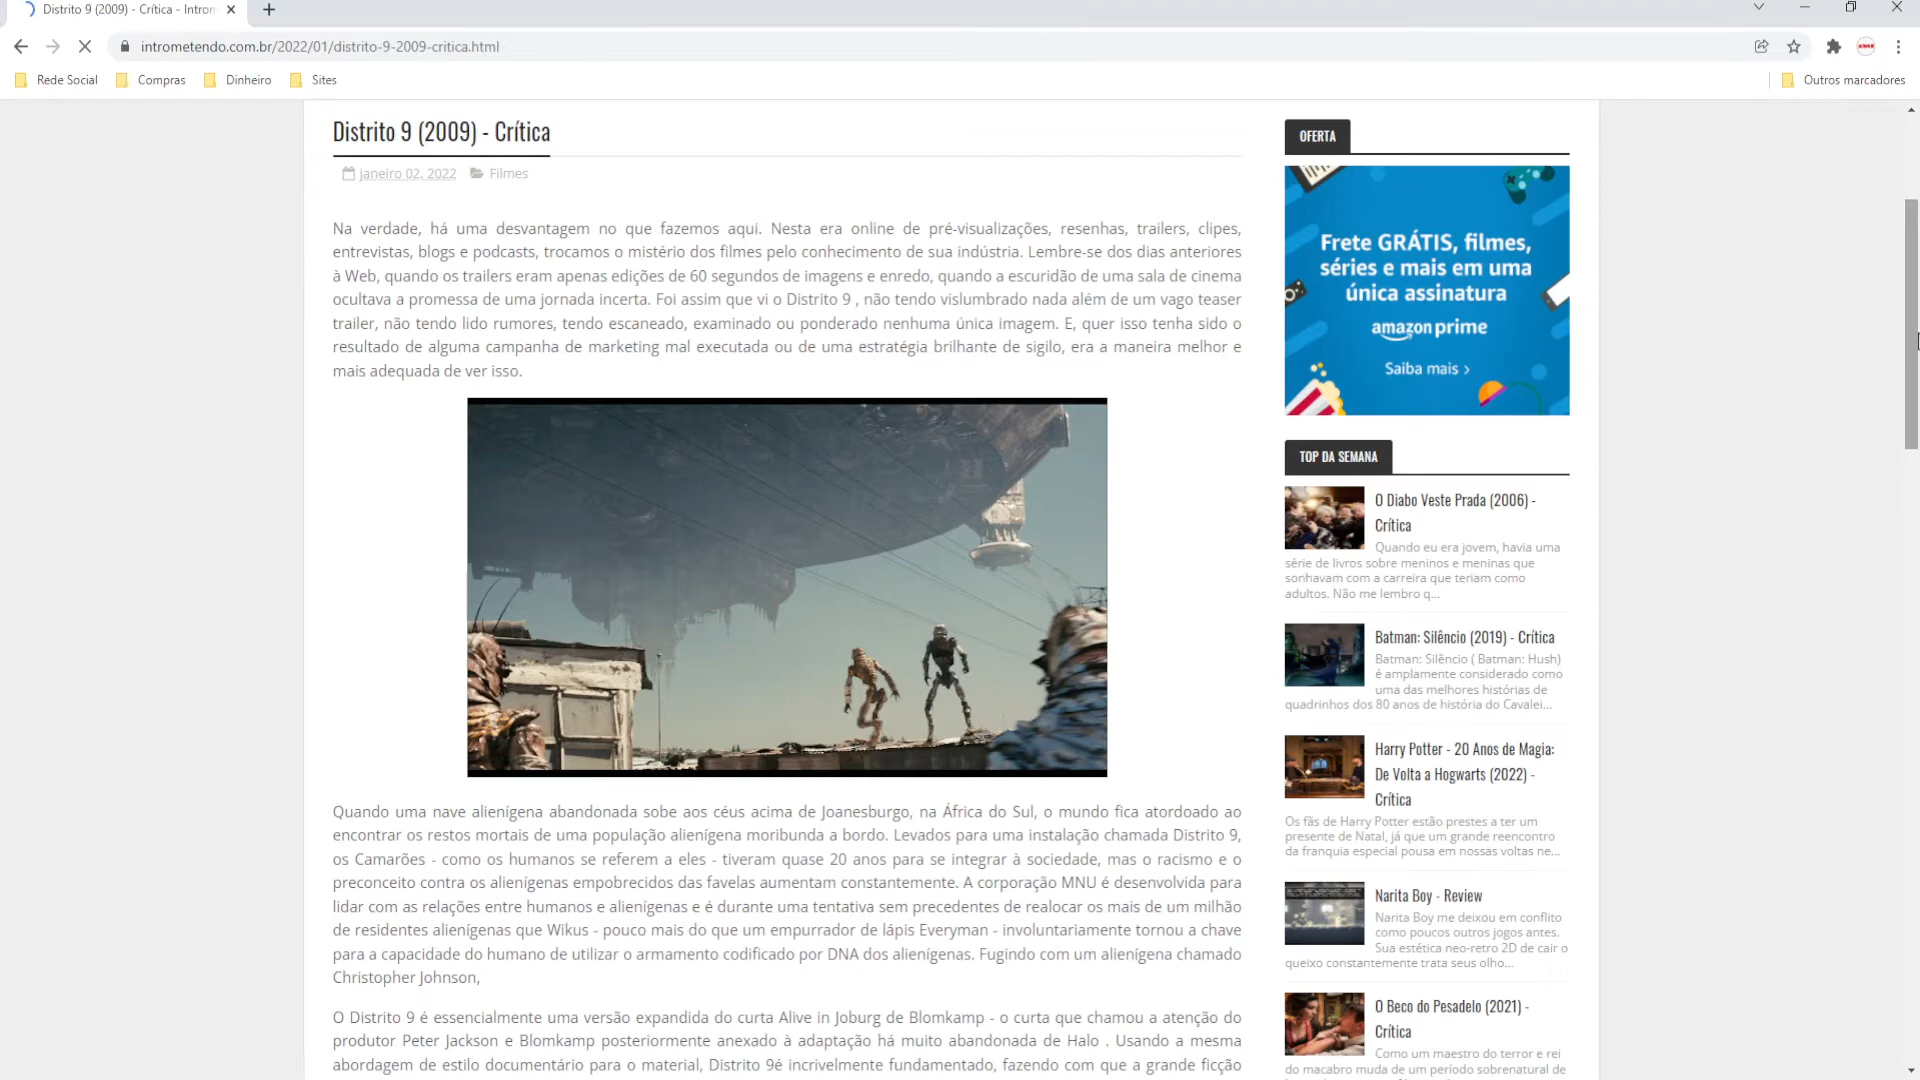 Distrito 9 (2009) - Crítica - Introm
intrometendo.com.br/2022/01/distrito-9-2009-critica.html
Rede Social
Compras
Dinheiro
Sites
Outros marcadores
Distrito 9 (2009) - Crítica
janeiro 02, 2022
Filmes
Na verdade, há uma desvantagem no que fazemos aqui. Nesta era online de pré-visualizações, resenhas, trailers, clipes,
entrevistas, blogs e podcasts, trocamos o mistério dos filmes pelo conhecimento de sua indústria. Lembre-se dos dias anteriores
à Web, quando os trailers eram apenas edições de 60 segundos de imagens e enredo, quando a escuridão de uma sala de cinema
ocultava a promessa de uma jornada incerta. Foi assim que vi o Distrito 9 , não tendo vislumbrado nada além de um vago teaser
trailer, não tendo lido rumores, tendo escaneado, examinado ou ponderado nenhuma única imagem. E, quer isso tenha sido o
resultado de alguma campanha de marketing mal executada ou de uma estratégia brilhante de sigilo, era a maneira melhor e
mais adequada de ver isso.
Quando uma nave alienígena abandonada sobe aos céus acima de Joanesburgo, na África do Sul, o mundo fica atordoado ao
encontrar os restos mortais de uma população alienígena moribunda a bordo. Levados para uma instalação chamada Distrito 9,
os Camarões - como os humanos se referem a eles - tiveram quase 20 anos para se integrar à sociedade, mas o racismo e o
preconceito contra os alienígenas empobrecidos das favelas aumentam constantemente. A corporação MNU é desenvolvida para
lidar com as relações entre humanos e alienígenas e é durante uma tentativa sem precedentes de realocar os mais de um milhão
de residentes alienígenas que Wikus - pouco mais do que um empurrador de lápis Everyman - involuntariamente tornou a chave
para a capacidade do humano de utilizar o armamento codificado por DNA dos alienígenas. Fugindo com um alienígena chamado
Christopher Johnson,
O Distrito 9 é essencialmente uma versão expandida do curta Alive in Joburg de Blomkamp - o curta que chamou a atenção do
produtor Peter Jackson e Blomkamp posteriormente anexado à adaptação há muito abandonada de Halo . Usando a mesma
abordagem de estilo documentário para o material, Distrito 9é incrivelmente fundamentado, fazendo com que a grande ficção
OFERTA
Frete GRÁTIS, filmes,
séries e mais em uma
única assinatura
amazon prime
Saiba mais ›
TOP DA SEMANA
O Diabo Veste Prada (2006) -
Crítica
Quando eu era jovem, havia uma
série de livros sobre meninos e meninas que
sonhavam com a carreira que teriam como
adultos. Não me lembro q...
Batman: Silêncio (2019) - Crítica
Batman: Silêncio ( Batman: Hush)
é amplamente considerado como
uma das melhores histórias de
quadrinhos dos 80 anos de história do Cavalei...
Harry Potter - 20 Anos de Magia:
De Volta a Hogwarts (2022) -
Crítica
Os fãs de Harry Potter estão prestes a ter um
presente de Natal, já que um grande reencontro
da franquia especial pousa em nossas voltas ne...
Narita Boy - Review
Narita Boy me deixou em conflito
como poucos outros jogos antes.
Sua estética neo-retro 2D de cair o
queixo constantemente trata seus olho...
O Beco do Pesadelo (2021) -
Crítica
Como um maestro do terror e rei
do macabro muda de um período sobrenatural de